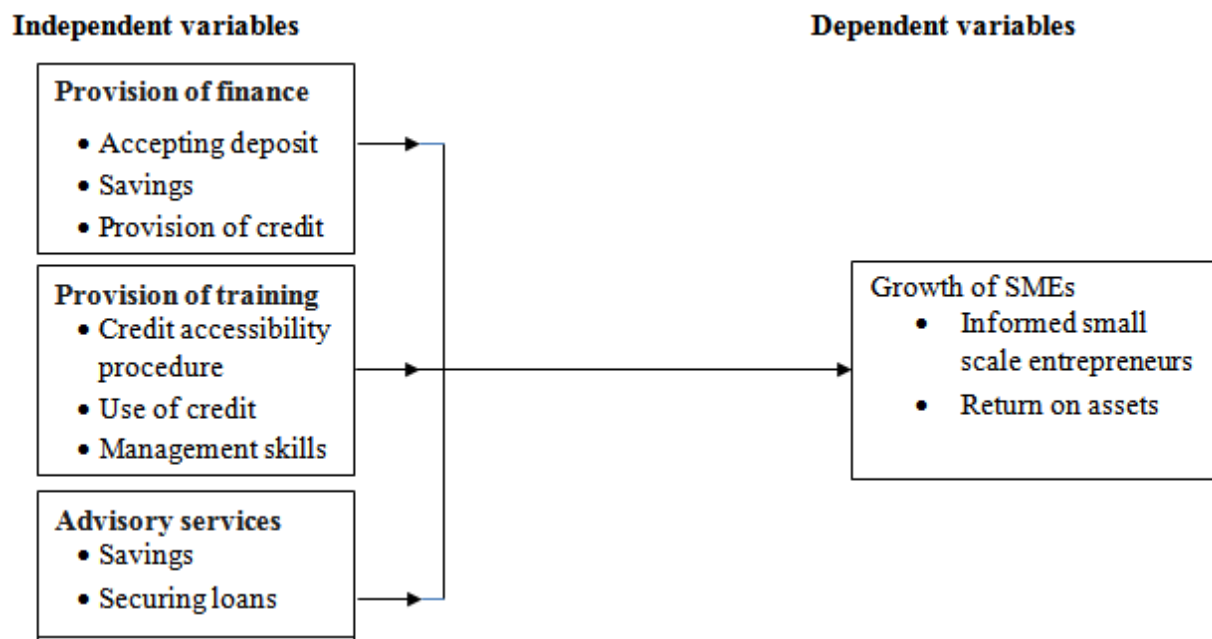 Independent variables
Dependent variables
Provision of finance
• Accepting deposit
• Savings
• Provision of credit
Provision of training
• Credit accessibility
procedure
• Use of credit
• Management skills
Advisory services
• Savings
• Securing loans
Growth of SMEs
• Informed small
scale entrepreneurs
• Return on assets